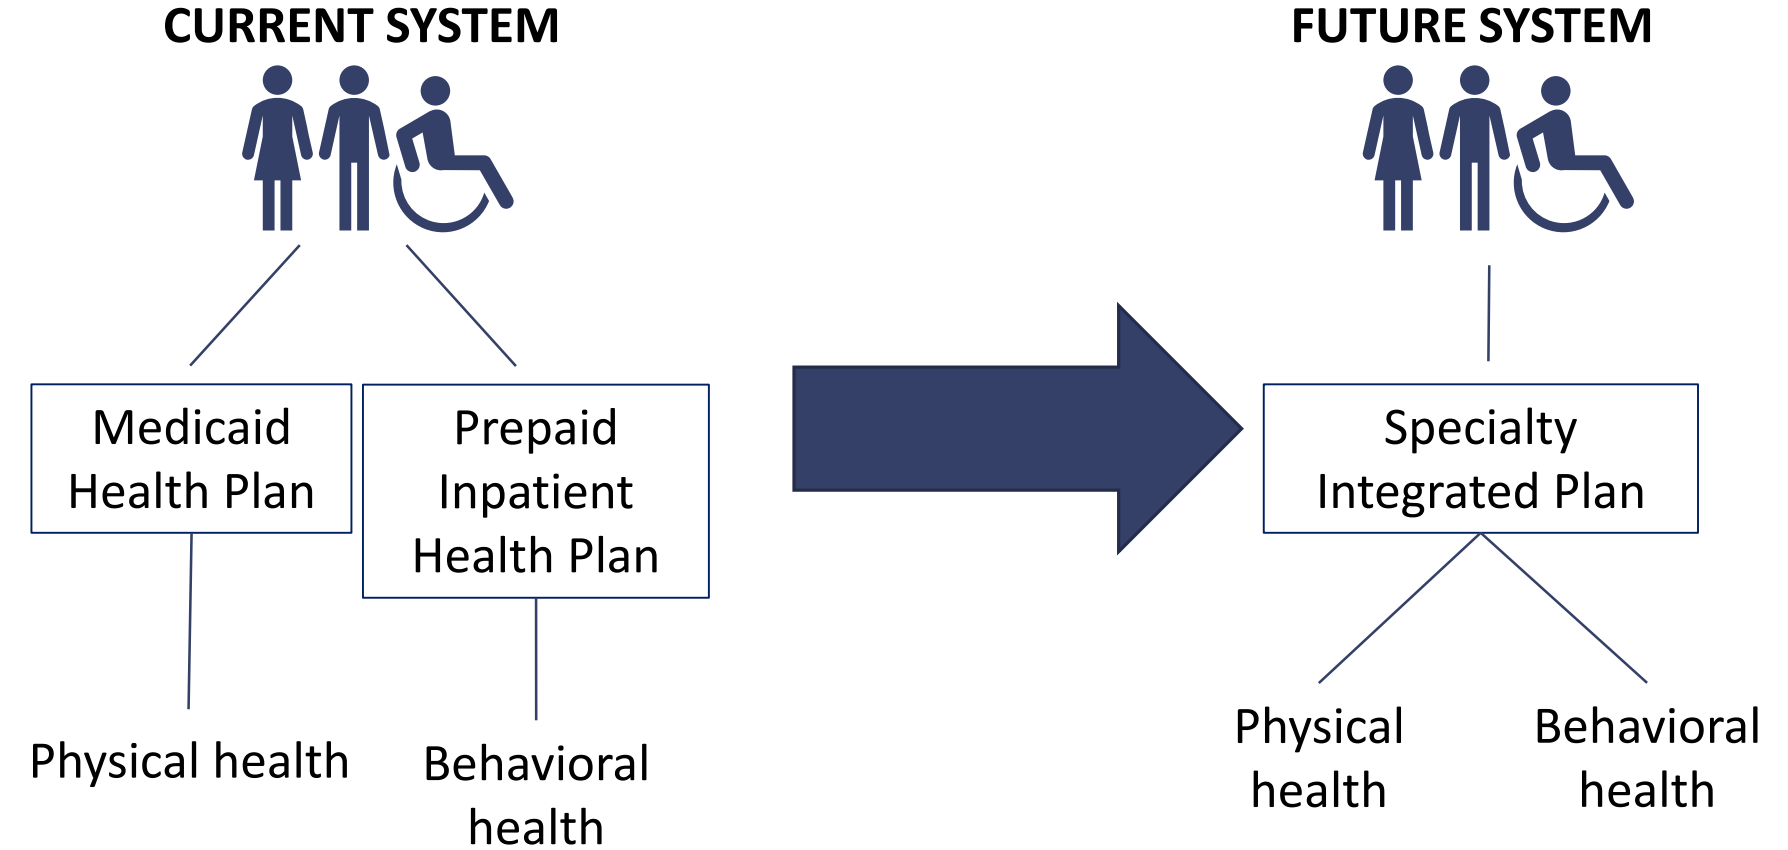 CURRENT SYSTEM
Medicaid
Health Plan
Prepaid
Inpatient
Health Plan
Physical health
Behavioral
health
FUTURE SYSTEM
Specialty
Integrated Plan
Physical
health
Behavioral
health